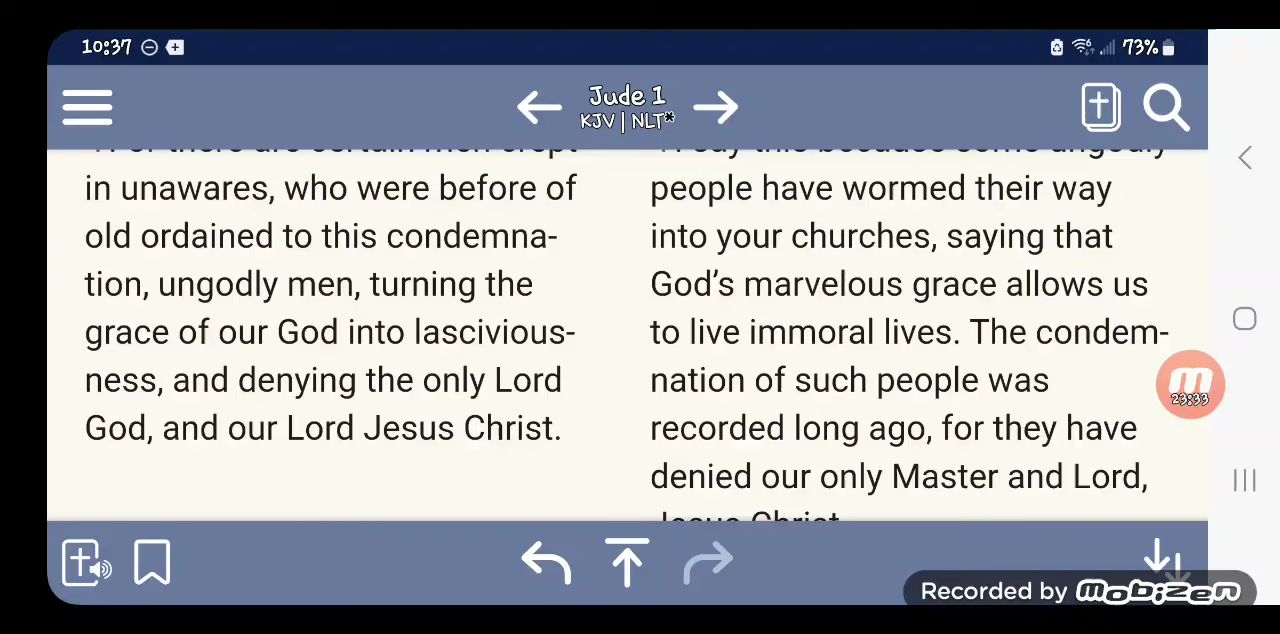 10:37
73%
Jude 1
KJV | NLT*
in unawares, who were before of
old ordained to this condemna-
tion, ungodly men, turning the
grace of our God into lascivious-
ness, and denying the only Lord
God, and our Lord Jesus Christ.
people have wormed their way
into your churches, saying that
God's marvelous grace allows us
to live immoral lives. The condem-
nation of such people was
recorded long ago, for they have
denied our only Master and Lord,
Jesus Christ
23:33
Recorded by mobizen